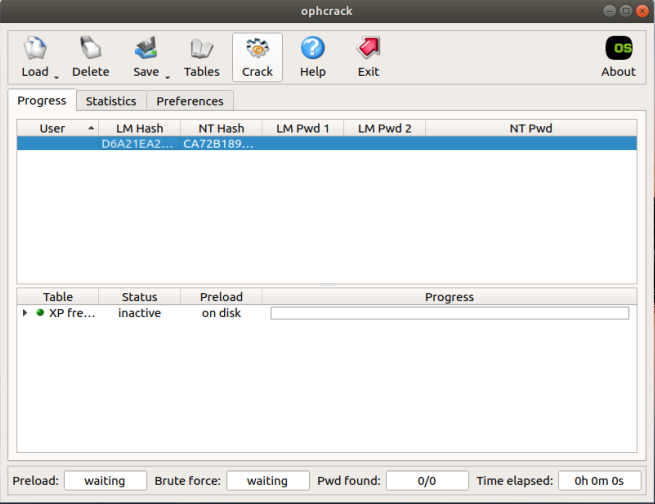 ophcrack
Load Delete Save Tables Crack Help Exit About
OS
Progress Statistics Preferences
User LM Hash NT Hash LM Pwd 1 LM Pwd 2 NT Pwd
D6A21EA2... CA72B189...
Table Status Preload Progress
XP fre... inactive on disk
Preload: waiting Brute force: waiting Pwd found: 0/0 Time elapsed: 0h 0m 0s